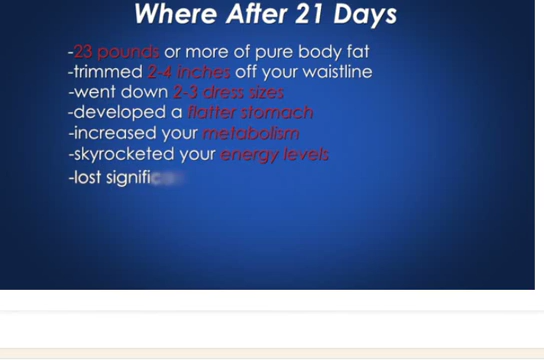 Where After 21 Days
-23 pounds or more of pure body fat
-trimmed 2-4 inches off your waistline
-went down 2-3 dress sizes
-developed a flatter stomach
-increased your metabolism
-skyrocketed your energy levels
-lost